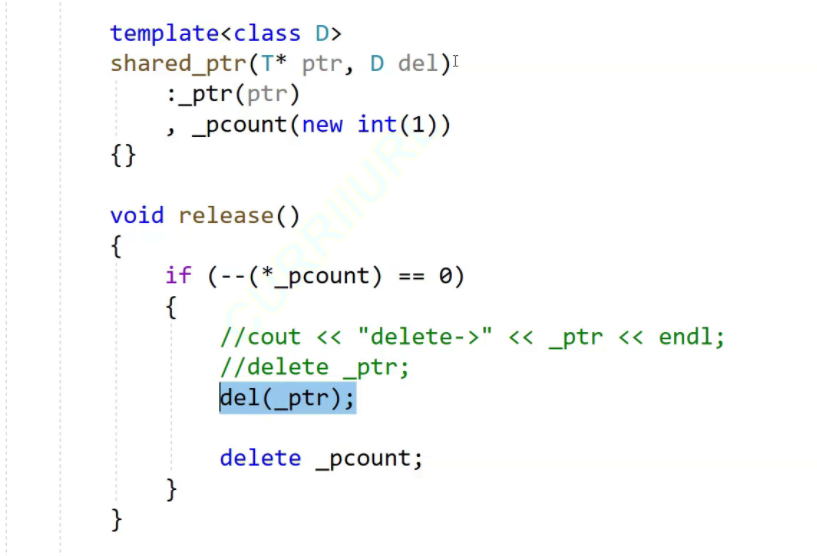 template<class D>
shared_ptr(T* ptr, D del)
:_ptr(ptr)
, _pcount(new int(1))
{}
void release()
{
if (--(*_pcount) == 0)
{
//cout << "delete->" << _ptr << endl;
//delete _ptr;
del(_ptr);
delete _pcount;
}
}